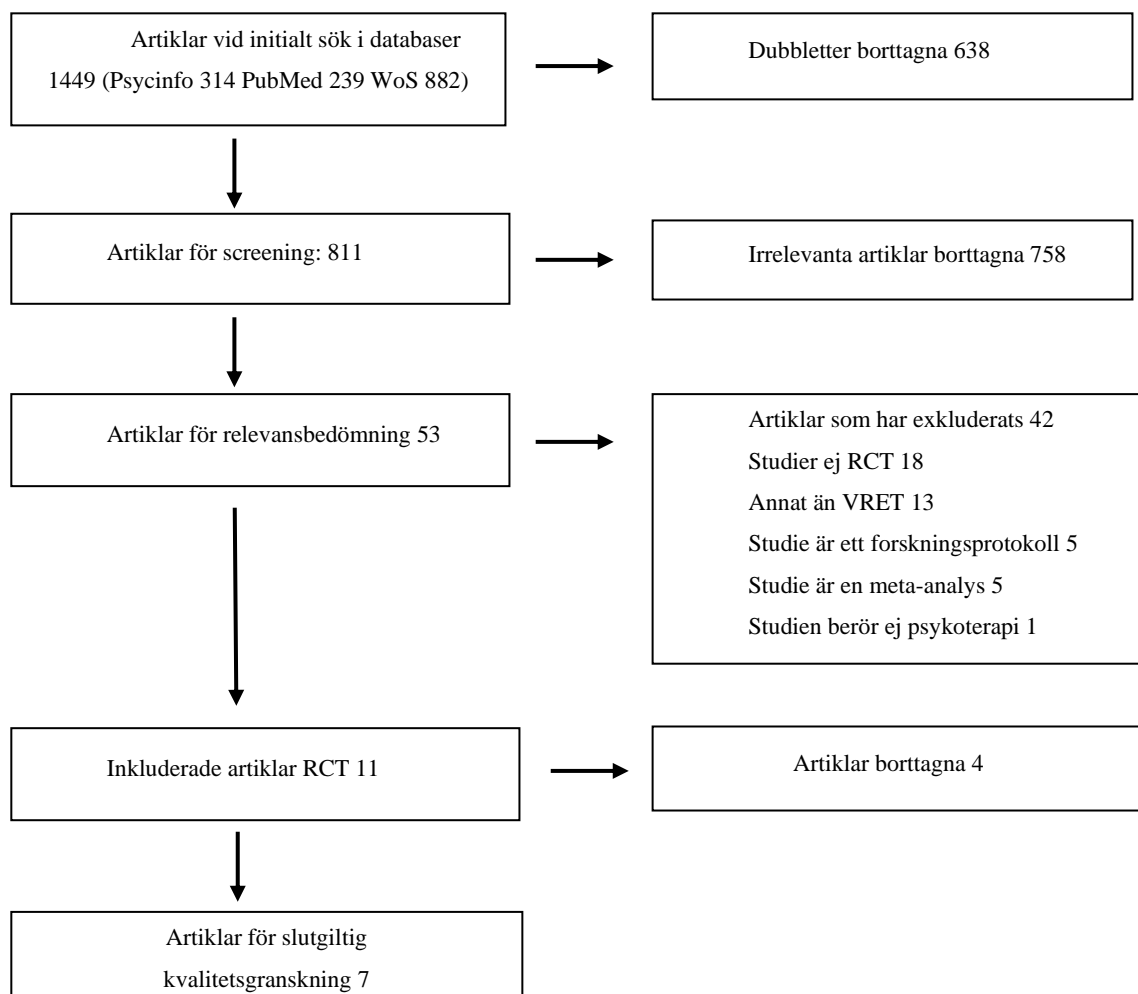 Artiklar vid initialt sök i databaser
1449 (Psycinfo 314 PubMed 239 WoS 882)
Dubbletter borttagna 638
Artiklar för screening: 811
Irrelevanta artiklar borttagna 758
Artiklar för relevansbedömning 53
Artiklar som har exkluderats 42
Studier ej RCT 18
Annat än VRET 13
Studie är ett forskningsprotokoll 5
Studie är en meta-analys 5
Studien berör ej psykoterapi 1
Inkluderade artiklar RCT 11
Artiklar borttagna 4
Artiklar för slutgiltig
kvalitetsgranskning 7